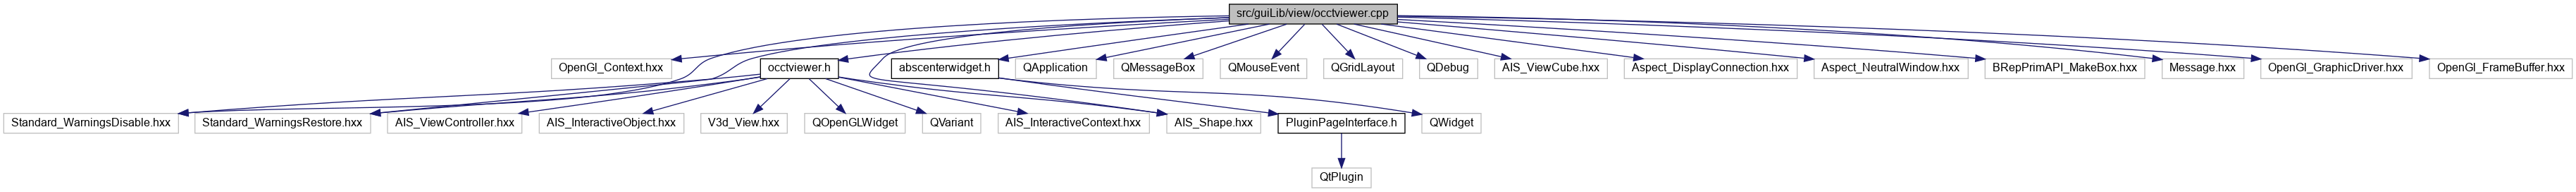 src/guiLib/view/occtviewer.cpp
OpenGl_Context.hxx
occtviewer.h
abscenterwidget.h
QApplication
QMessageBox
QMouseEvent
QGridLayout
QDebug
AIS_ViewCube.hxx
Aspect_DisplayConnection.hxx
Aspect_NeutralWindow.hxx
BRepPrimAPI_MakeBox.hxx
Message.hxx
OpenGl_GraphicDriver.hxx
OpenGl_FrameBuffer.hxx
Standard_WarningsDisable.hxx
Standard_WarningsRestore.hxx
AIS_ViewController.hxx
AIS_InteractiveObject.hxx
V3d_View.hxx
QOpenGLWidget
QVariant
AIS_InteractiveContext.hxx
AIS_Shape.hxx
PluginPageInterface.h
QWidget
QtPlugin